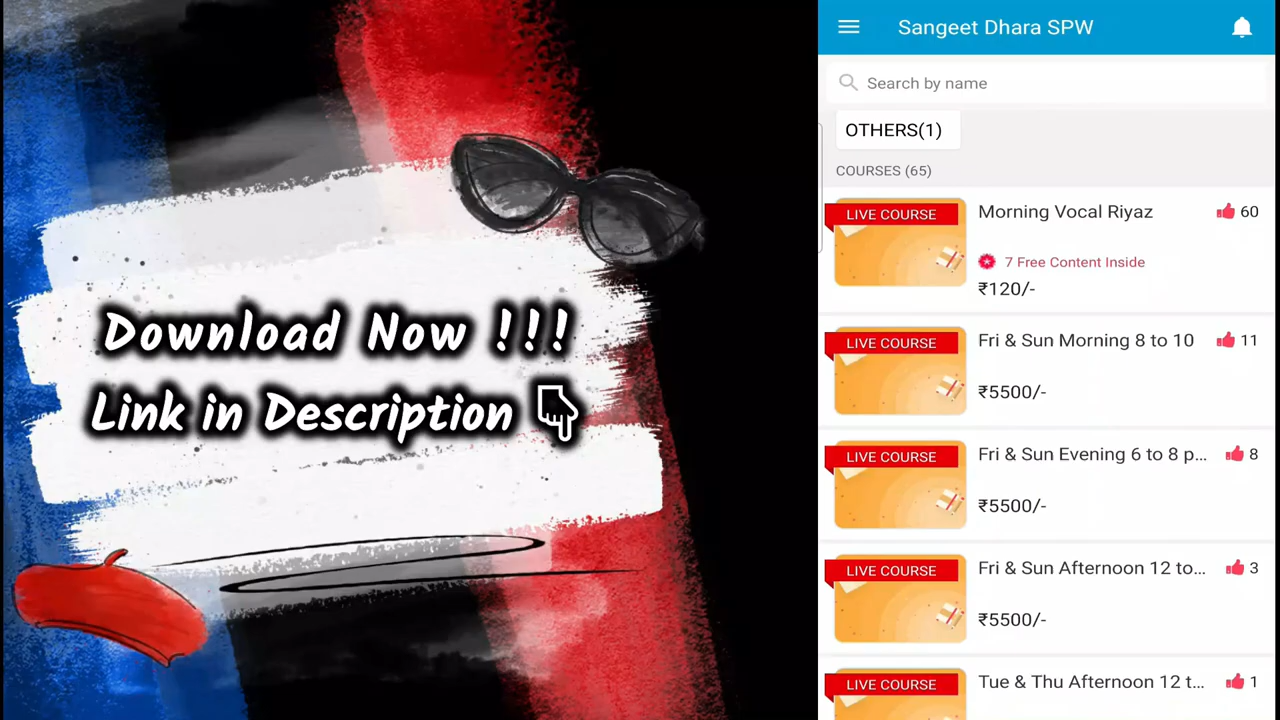 Download Now !!!
Link in Description 👇
Sangeet Dhara SPW
Search by name
OTHERS(1)
COURSES (65)
LIVE COURSE
Morning Vocal Riyaz
60
7 Free Content Inside
₹120/-
LIVE COURSE
Fri & Sun Morning 8 to 10
11
₹5500/-
LIVE COURSE
Fri & Sun Evening 6 to 8 p...
8
₹5500/-
LIVE COURSE
Fri & Sun Afternoon 12 to...
3
₹5500/-
LIVE COURSE
Tue & Thu Afternoon 12 t...
1